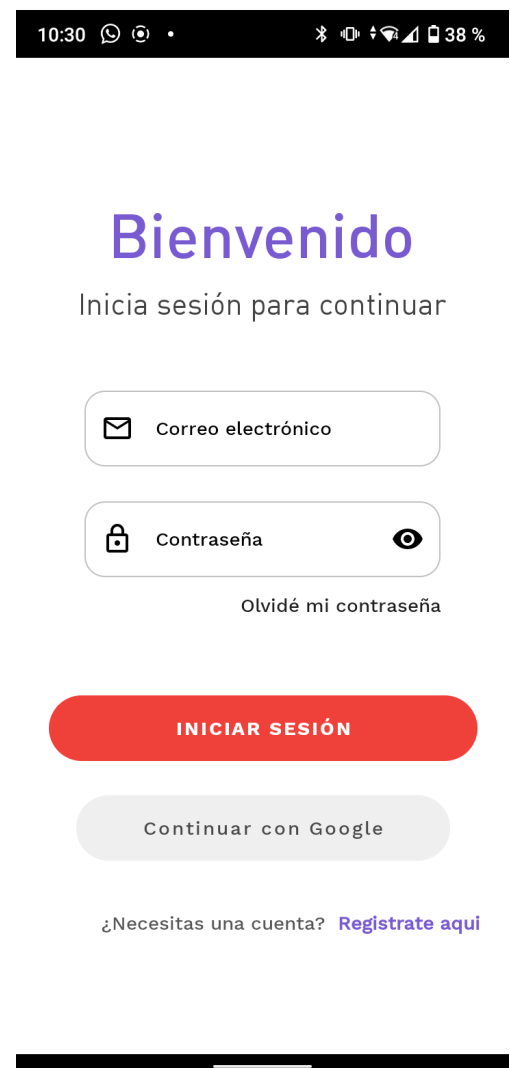 10:30
38 %
Bienvenido
Inicia sesión para continuar
Correo electrónico
Contraseña
Olvidé mi contraseña
INICIAR SESIÓN
Continuar con Google
¿Necesitas una cuenta? Registrate aqui